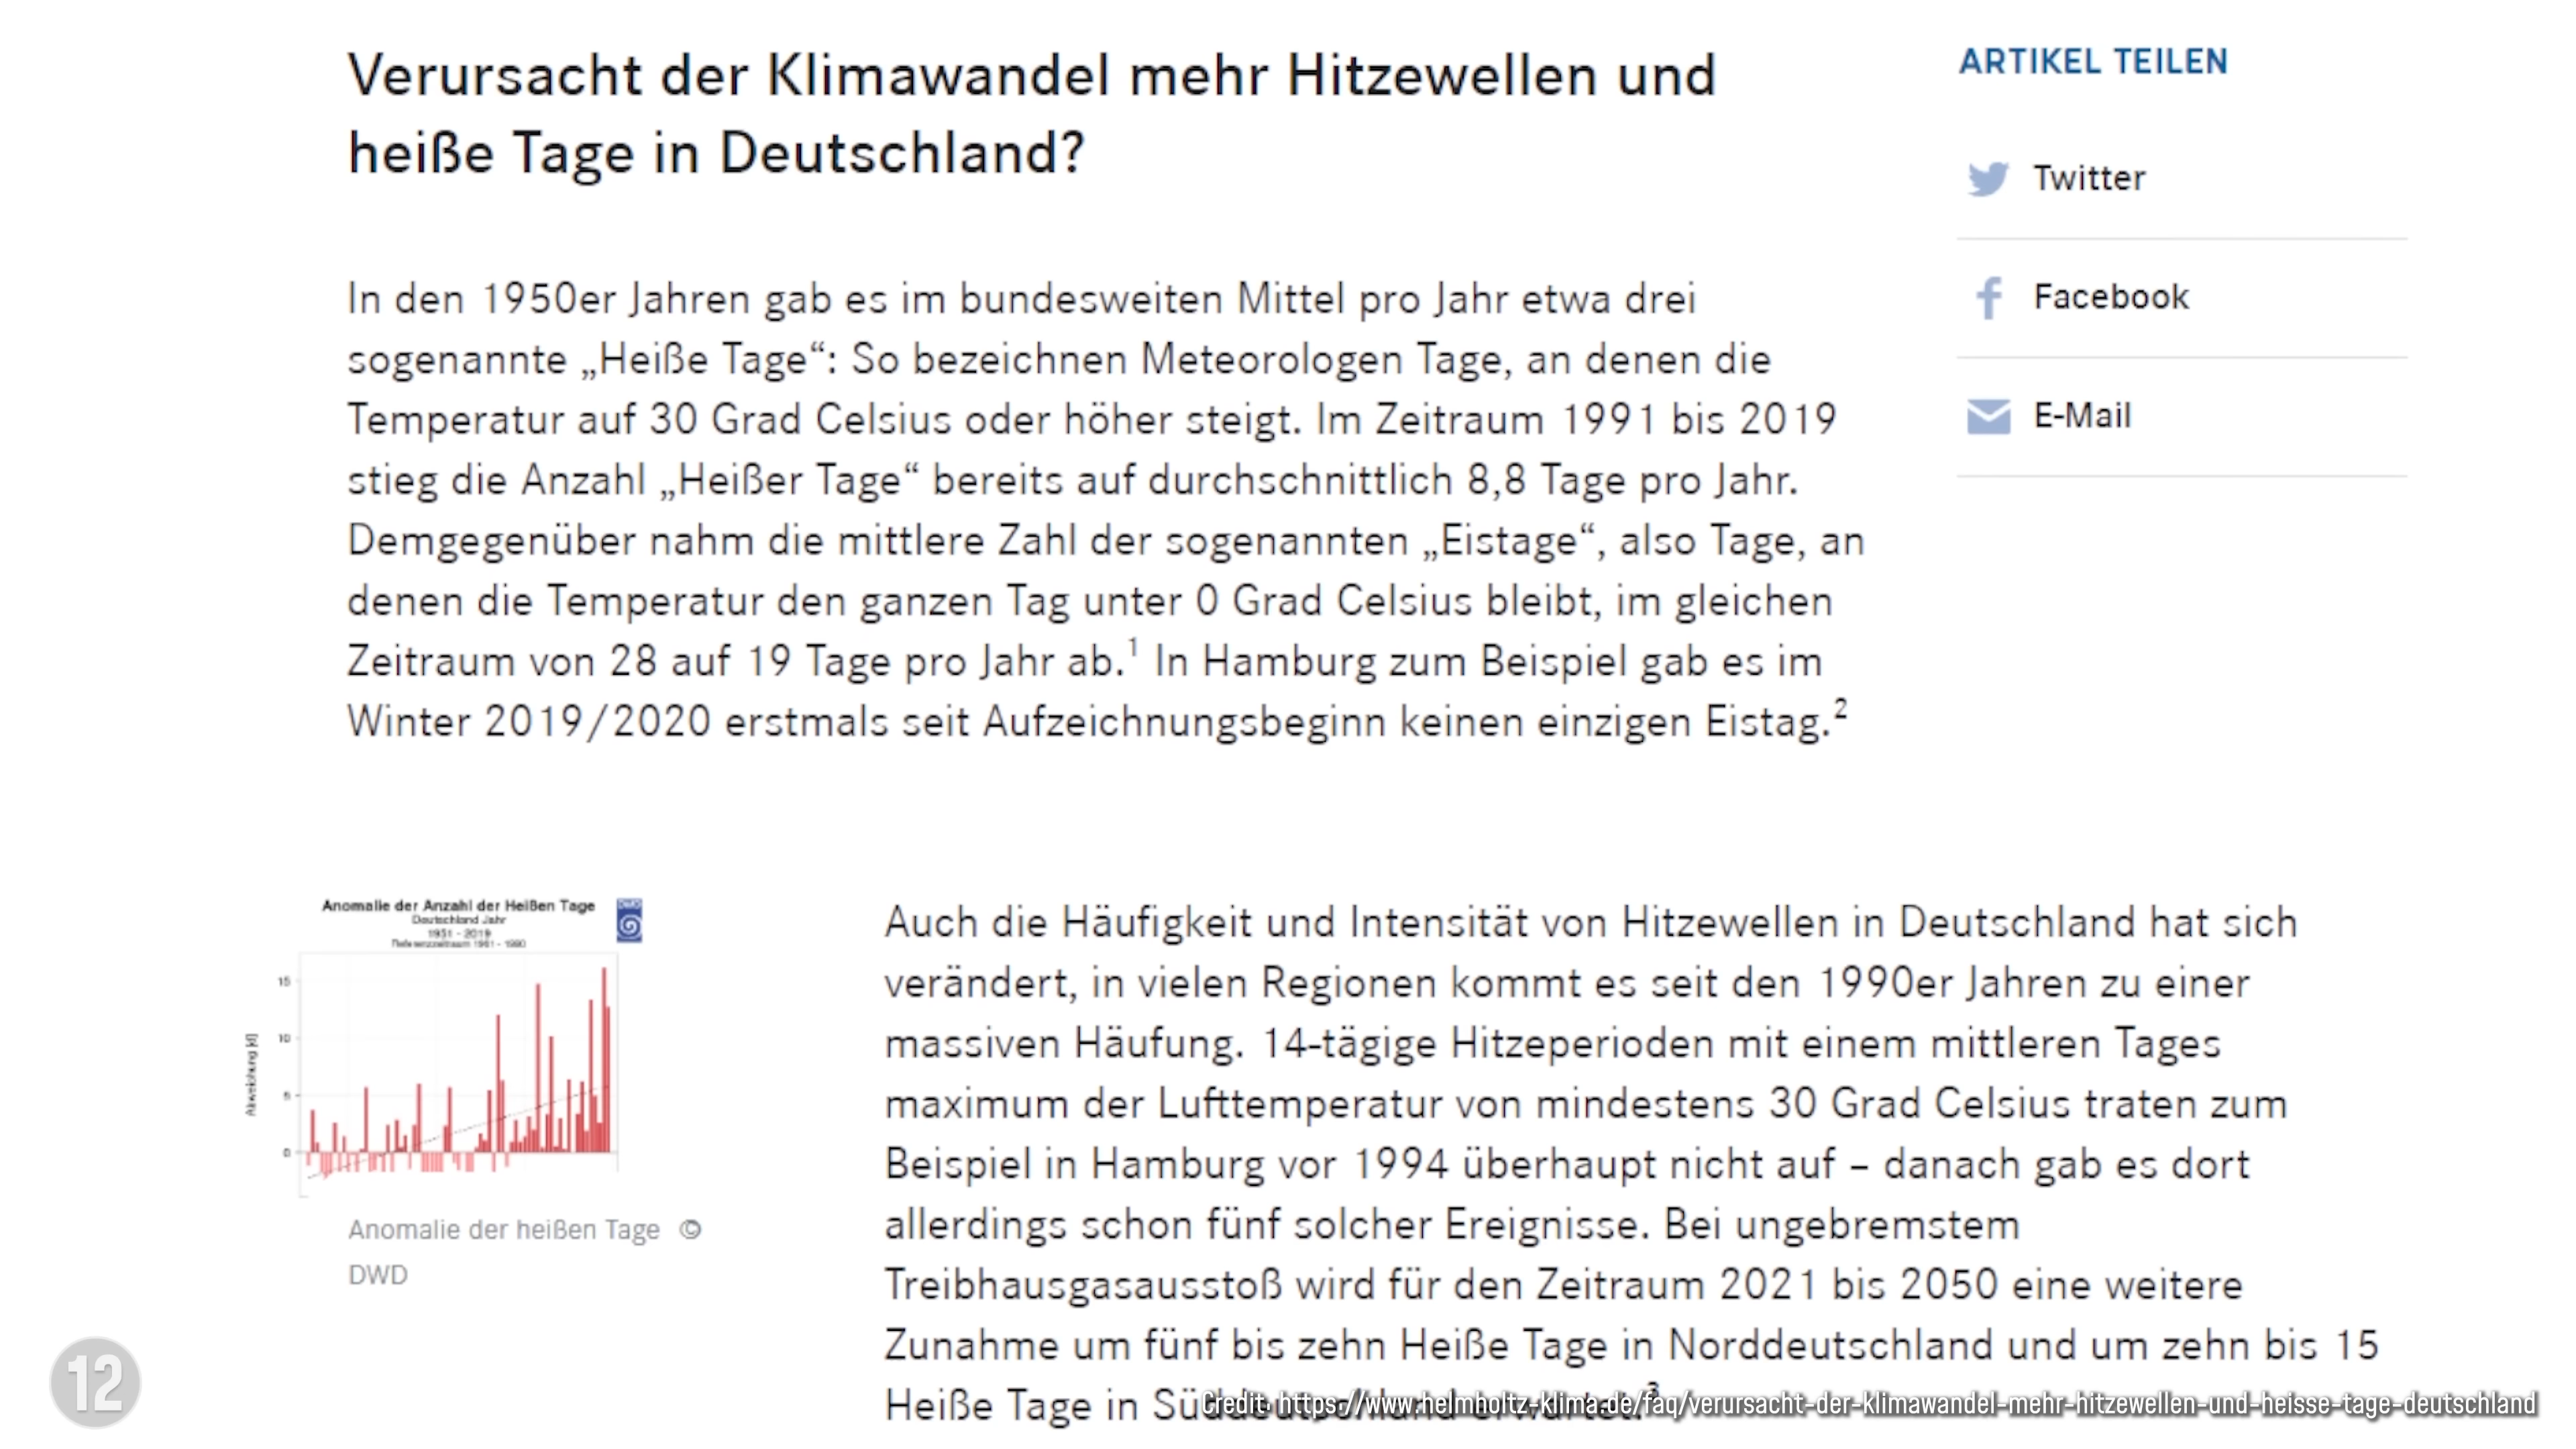 Verursacht der Klimawandel mehr Hitzewellen und
heiße Tage in Deutschland?
ARTIKEL TEILEN
Twitter
Facebook
E-Mail
In den 1950er Jahren gab es im bundesweiten Mittel pro Jahr etwa drei
sogenannte „Heiße Tage“: So bezeichnen Meteorologen Tage, an denen die
Temperatur auf 30 Grad Celsius oder höher steigt. Im Zeitraum 1991 bis 2019
stieg die Anzahl „Heißer Tage“ bereits auf durchschnittlich 8,8 Tage pro Jahr.
Demgegenüber nahm die mittlere Zahl der sogenannten „Eistage“, also Tage, an
denen die Temperatur den ganzen Tag unter 0 Grad Celsius bleibt, im gleichen
Zeitraum von 28 auf 19 Tage pro Jahr ab.¹ In Hamburg zum Beispiel gab es im
Winter 2019/2020 erstmals seit Aufzeichnungsbeginn keinen einzigen Eistag.²
Anomalie der Anzahl der Heißen Tage
Deutschland Jahr
1951 - 2019
Referenzzeitraum 1961 - 1990
DWD
Abweichung [d]
15
10
5
0
Anomalie der heißen Tage ©
DWD
Auch die Häufigkeit und Intensität von Hitzewellen in Deutschland hat sich
verändert, in vielen Regionen kommt es seit den 1990er Jahren zu einer
massiven Häufung. 14-tägige Hitzeperioden mit einem mittleren Tages
maximum der Lufttemperatur von mindestens 30 Grad Celsius traten zum
Beispiel in Hamburg vor 1994 überhaupt nicht auf – danach gab es dort
allerdings schon fünf solcher Ereignisse. Bei ungebremstem
Treibhausgasausstoß wird für den Zeitraum 2021 bis 2050 eine weitere
Zunahme um fünf bis zehn Heiße Tage in Norddeutschland und um zehn bis 15
Heiße Tage in Süddeutschland erwartet.³
12
Credit: https://www.helmholtz-klima.de/faq/verursacht-der-klimawandel-mehr-hitzewellen-und-heisse-tage-deutschland